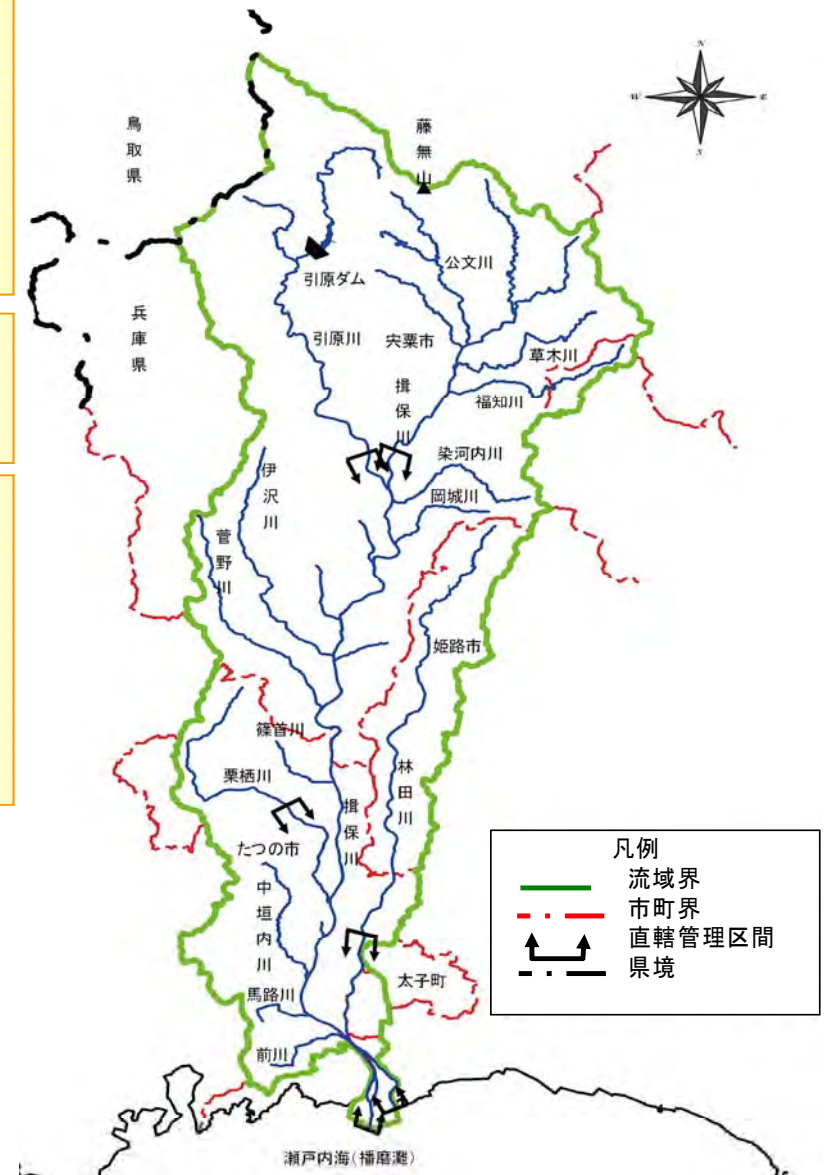 N
W
E
S
鳥取県
藤無山
公文川
引原ダム
兵庫県
引原川
宍粟市
草木川
揖保川
福知川
染河内川
伊沢川
岡城川
菅野川
姫路市
篠首川
栗栖川
林田川
揖保川
たつの市
中垣内川
太子町
馬路川
前川
瀬戸内海(播磨灘)
凡例
流域界
市町界
直轄管理区間
県境